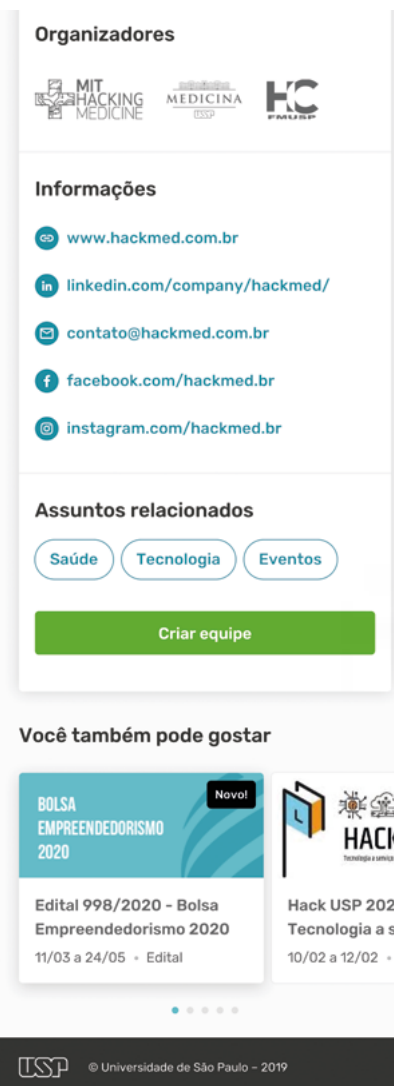 Organizadores
MIT
HACKING
MEDICINE
MEDICINA
USP
HC
FMUSP
Informações
www.hackmed.com.br
linkedin.com/company/hackmed/
contato@hackmed.com.br
facebook.com/hackmed.br
instagram.com/hackmed.br
Assuntos relacionados
Saúde
Tecnologia
Eventos
Criar equipe
Você também pode gostar
Novo!
BOLSA
EMPREENDEDORISMO
2020
Edital 998/2020 - Bolsa
Empreendedorismo 2020
11/03 a 24/05 • Edital
L
HACK
Tecnologia a serviç
Hack USP 202
Tecnologia a s
10/02 a 12/02 •
USP
© Universidade de São Paulo – 2019